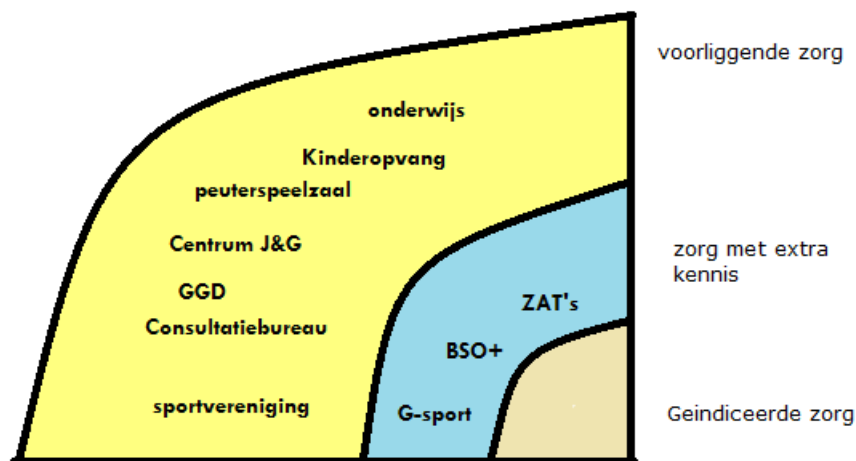 voorliggende zorg
onderwijs
Kinderopvang
peuterspeelzaal
Centrum J&G
zorg met extra
kennis
GGD
ZAT's
Consultatiebureau
BSO+
sportvereniging
G-sport
Geindiceerde zorg